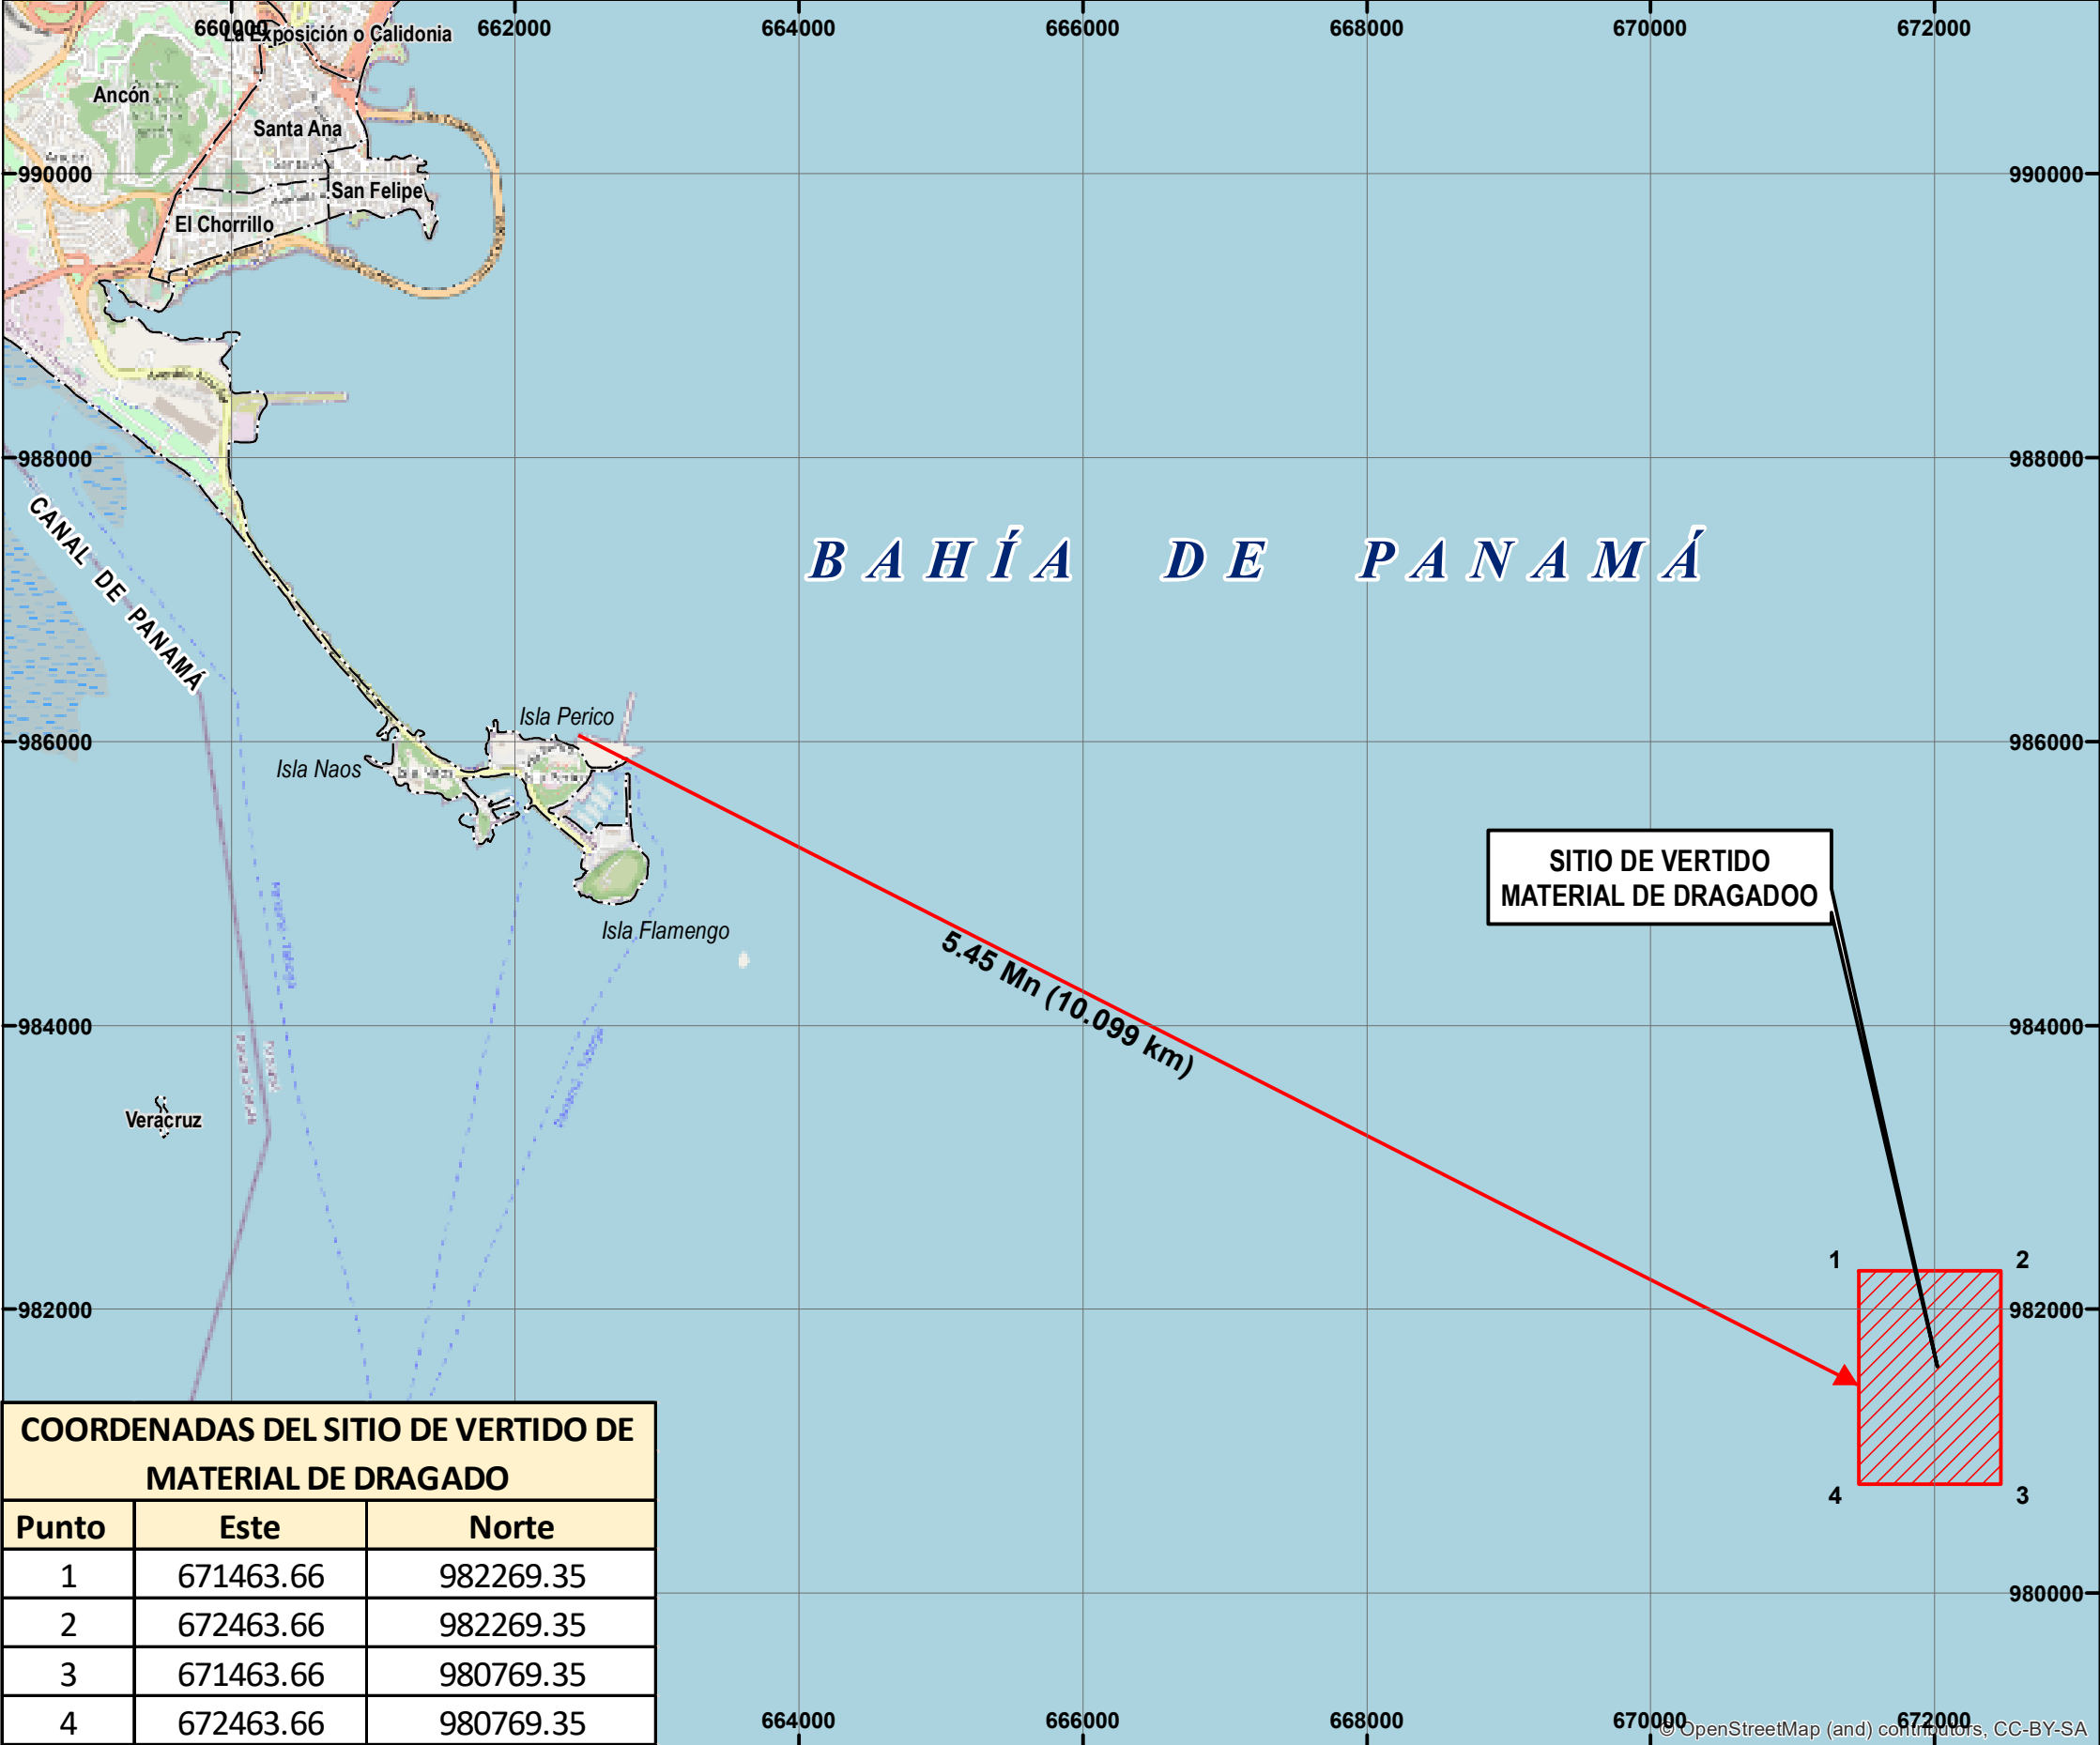 660000 662000 664000 666000 668000 670000 672000
La Exposición o Calidonia
Ancón
Santa Ana
990000 990000
San Felipe
El Chorrillo
988000 988000
CANAL DE PANAMÁ
BAHÍA DE PANAMÁ
Isla Perico
986000 986000
Isla Naos
SITIO DE VERTIDO
MATERIAL DE DRAGADOO
Isla Flamengo
5.45 Mn (10.099 km)
984000 984000
Veracruz
1 2
982000 982000
4 3
COORDENADAS DEL SITIO DE VERTIDO DE
MATERIAL DE DRAGADO
Punto Este Norte
1 671463.66 982269.35
2 672463.66 982269.35
3 671463.66 980769.35
4 672463.66 980769.35
980000
664000 666000 668000 670000 672000
© OpenStreetMap (and) contributors, CC-BY-SA